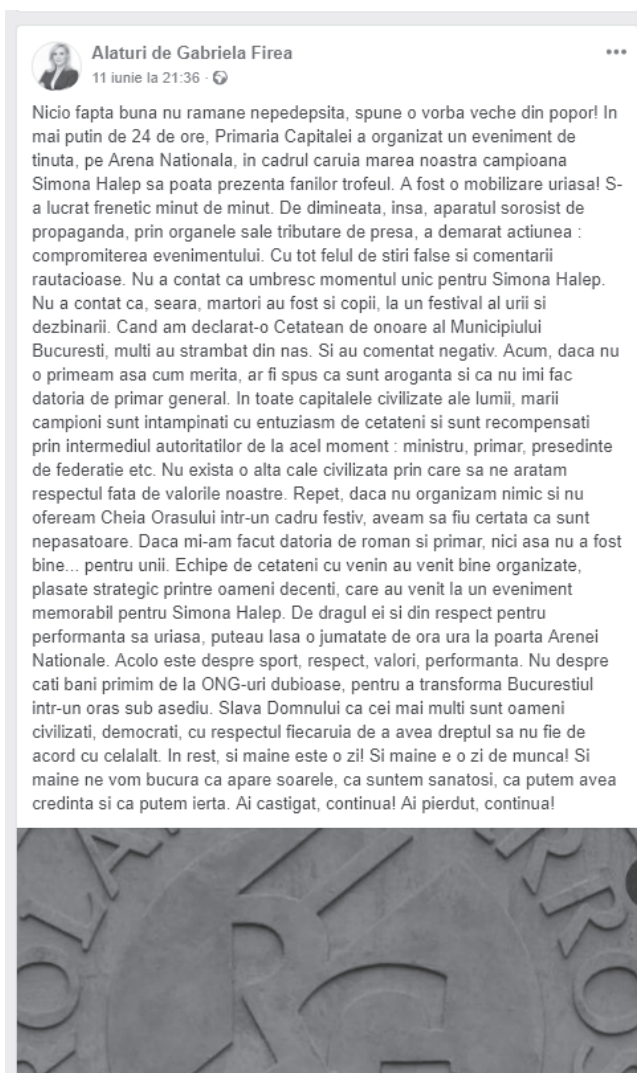 Alaturi de Gabriela Firea
11 iunie la 21:36 ·
Nicio fapta buna nu ramane nepedepsita, spune o vorba veche din popor! In
mai putin de 24 de ore, Primaria Capitalei a organizat un eveniment de
tinuta, pe Arena Nationala, in cadrul caruia marea noastra campioana
Simona Halep sa poata prezenta fanilor trofeul. A fost o mobilizare uriasa! S-
a lucrat frenetic minut de minut. De dimineata, insa, aparatul sorosist de
propaganda, prin organele sale tributare de presa, a demarat actiunea :
compromiterea evenimentului. Cu tot felul de stiri false si comentarii
rautacioase. Nu a contat ca umbresc momentul unic pentru Simona Halep.
Nu a contat ca, seara, martori au fost si copii, la un festival al urii si
dezbinarii. Cand am declarat-o Cetatean de onoare al Municipiului
Bucuresti, multi au strambat din nas. Si au comentat negativ. Acum, daca nu
o primeam asa cum merita, ar fi spus ca sunt aroganta si ca nu imi fac
datoria de primar general. In toate capitalele civilizate ale lumii, marii
campioni sunt intampinati cu entuziasm de cetateni si sunt recompensati
prin intermediul autoritatilor de la acel moment : ministru, primar, presedinte
de federatie etc. Nu exista o alta cale civilizata prin care sa ne aratam
respectul fata de valorile noastre. Repet, daca nu organizam nimic si nu
ofeream Cheia Orasului intr-un cadru festiv, aveam sa fiu certata ca sunt
nepasatoare. Daca mi-am facut datoria de roman si primar, nici asa nu a fost
bine... pentru unii. Echipe de cetateni cu venin au venit bine organizate,
plasate strategic printre oameni decenti, care au venit la un eveniment
memorabil pentru Simona Halep. De dragul ei si din respect pentru
performanta sa uriasa, puteau lasa o jumatate de ora ura la poarta Arenei
Nationale. Acolo este despre sport, respect, valori, performanta. Nu despre
cati bani primim de la ONG-uri dubioase, pentru a transforma Bucurestiul
intr-un oras sub asediu. Slava Domnului ca cei mai multi sunt oameni
civilizati, democrati, cu respectul fiecaruia de a avea dreptul sa nu fie de
acord cu celalalt. In rest, si maine este o zi! Si maine e o zi de munca! Si
maine ne vom bucura ca apare soarele, ca suntem sanatosi, ca putem avea
credinta si ca putem ierta. Ai castigat, continua! Ai pierdut, continua!